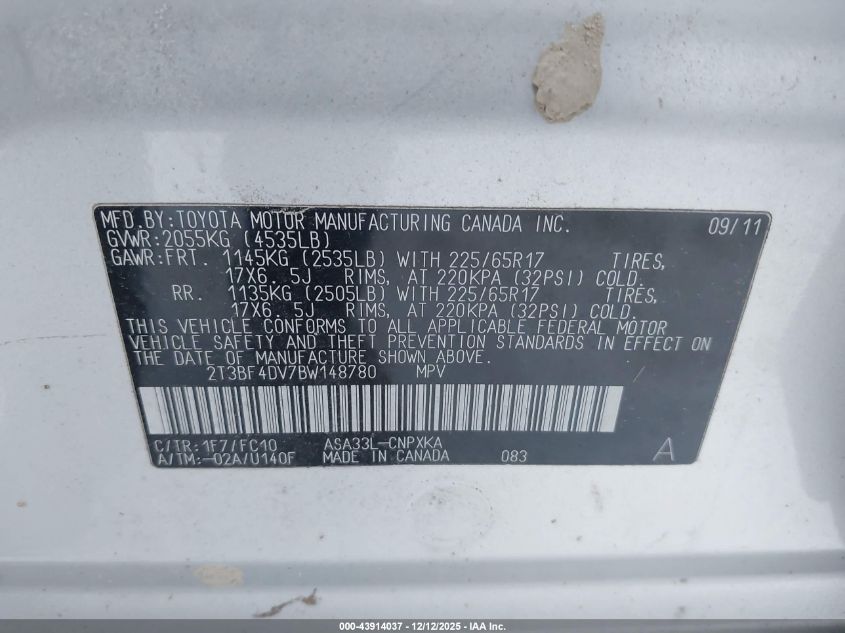 MFD.BY:TOYOTA MOTOR MANUFACTURING CANADA INC. 09/11
GVWR:2055KG (4535LB)
GAWR:FRT. 1145KG (2535LB) WITH 225/65R17 TIRES,
17X6.5J RIMS, AT 220KPA (32PSI) COLD.
RR. 1135KG (2505LB) WITH 225/65R17 TIRES,
17X6.5J RIMS, AT 220KPA (32PSI) COLD.
THIS VEHICLE CONFORMS TO ALL APPLICABLE FEDERAL MOTOR
VEHICLE SAFETY AND THEFT PREVENTION STANDARDS IN EFFECT ON
THE DATE OF MANUFACTURE SHOWN ABOVE.
2T3BF4DV7BW148780 MPV
C/TR:1F7/FC10 ASA33L-CNPXKA
A/TM:-02A/U140F MADE IN CANADA 083 A
000-43914037 - 12/12/2025 - IAA Inc.